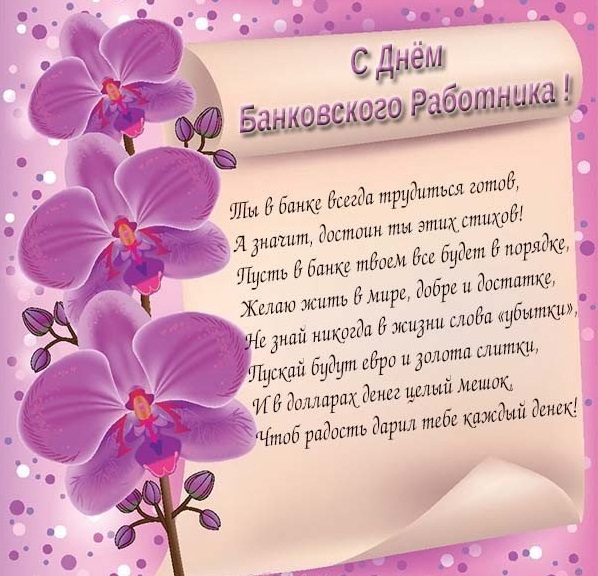 С Днём
Банковского Работника !
Ты в банке всегда трудиться готов,
А значит, достоин ты этих стихов!
Пусть в банке твоем все будет в порядке,
Желаю жить в мире, добре и достатке,
Не знай никогда в жизни слова «убытки»,
Пускай будут евро и золота слитки,
И в долларах денег целый мешок,
Чтоб радость дарил тебе каждый денек!